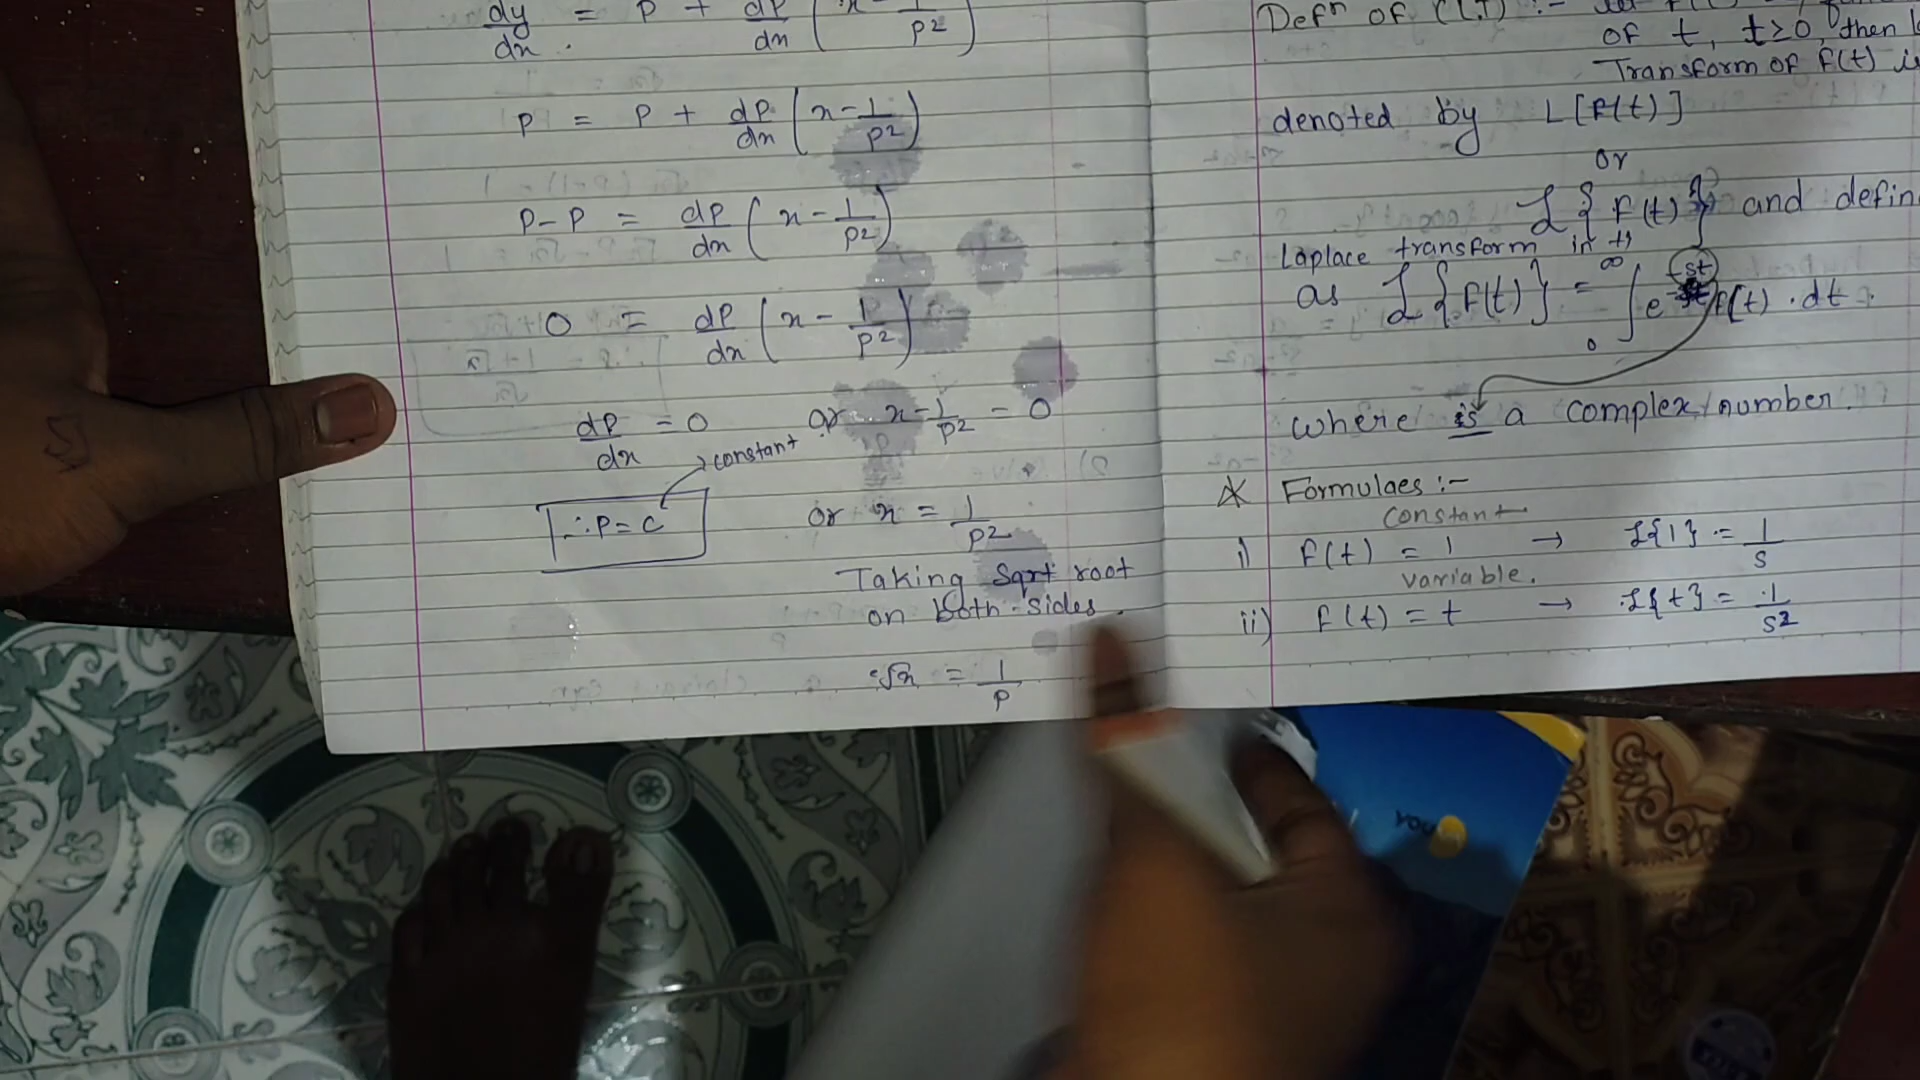 dy/dx = P + dP/dx (x - 1/P²)
P = P + dP/dx (x - 1/P²)
P - P = dP/dx (x - 1/P²)
0 = dP/dx (x - 1/P²)
dP/dx = 0 or x - 1/P² = 0
constant
∴ P = C or x = 1/P²
Taking Sqrt root
on both sides.
√x = 1/P
Defⁿ of (L.T) :-
of t, t≥0, then
Transform of F(t) is
denoted by L[F(t)]
or
ℒ{F(t)} and
Laplace transform in
as ℒ{F(t)} = ∫₀^∞ e^-st f(t) · dt.
where is a complex number.
Formulaes :-
constant
i) F(t) = 1 → ℒ{1} = 1/s
variable.
ii) F(t) = t → ℒ{t} = 1/s²